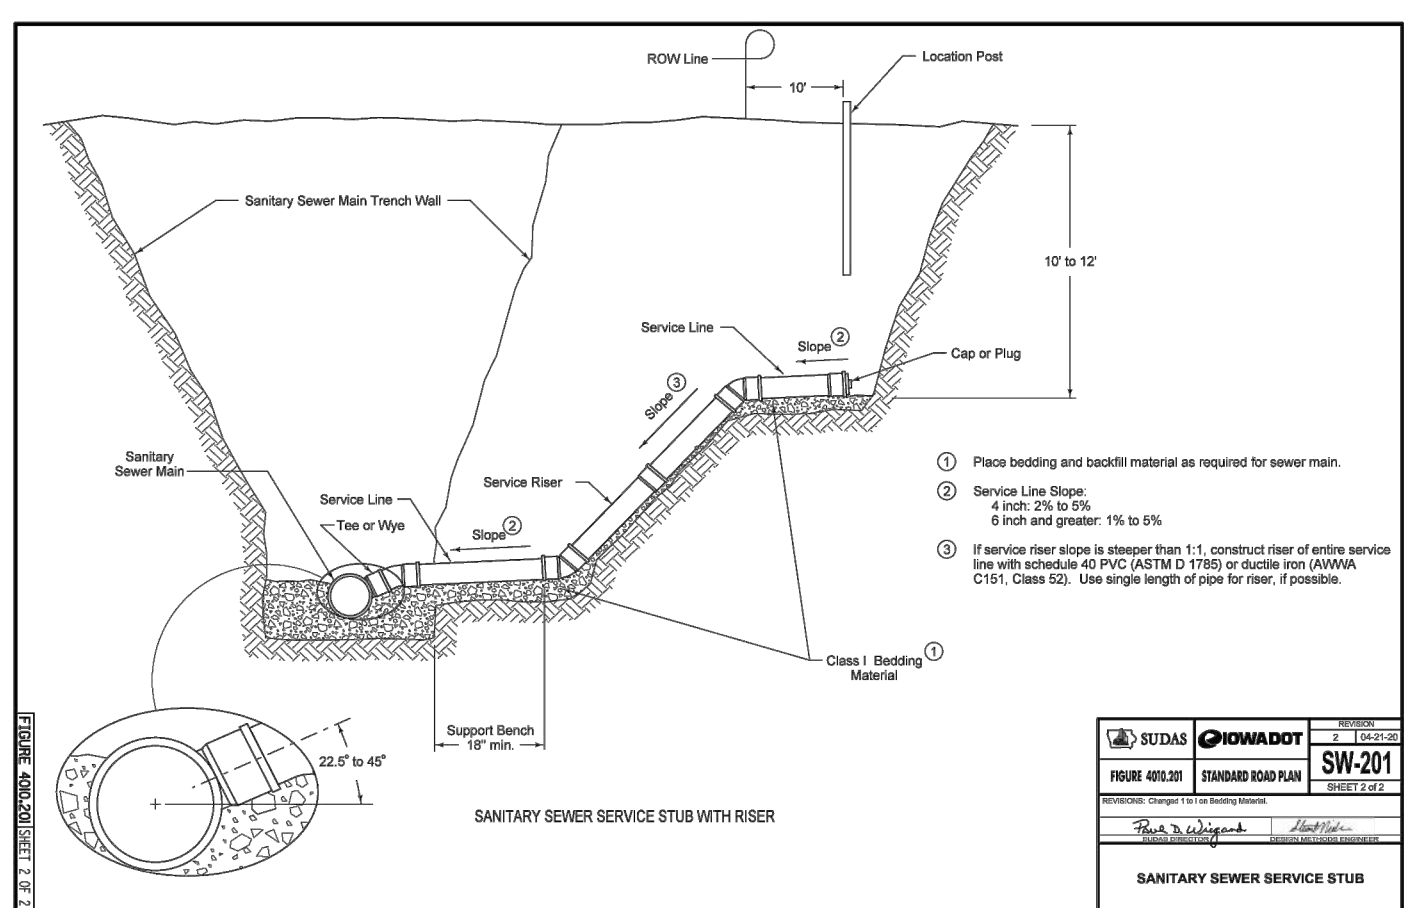 ROW Line
Location Post
10'
Sanitary Sewer Main Trench Wall
10' to 12'
Service Line
Slope 2
Cap or Plug
Slope 3
Sanitary
Sewer Main
Service Riser
Service Line
Tee or Wye
Slope 2
1 Place bedding and backfill material as required for sewer main.
2 Service Line Slope:
4 inch: 2% to 5%
6 inch and greater: 1% to 5%
3 If service riser slope is steeper than 1:1, construct riser of entire service
line with schedule 40 PVC (ASTM D 1785) or ductile iron (AWWA
C151, Class 52). Use single length of pipe for riser, if possible.
Class I Bedding 1
Material
Support Bench
18" min.
22.5° to 45°
SANITARY SEWER SERVICE STUB WITH RISER
FIGURE 4010.201 SHEET 2 OF 2
SUDAS
IOWADOT
REVISION
2 04-21-20
FIGURE 4010.201
STANDARD ROAD PLAN
SW-201
SHEET 2 of 2
REVISIONS: Changed 1 to I on Bedding Material.
Paul D. Wiegand
SUDAS DIRECTOR
DESIGN METHODS ENGINEER
SANITARY SEWER SERVICE STUB